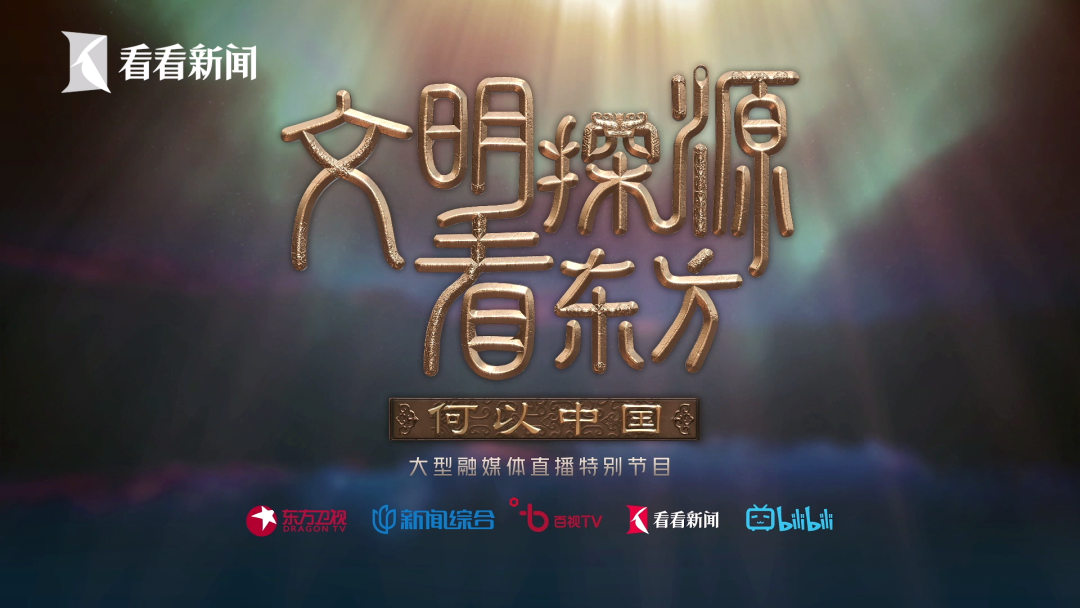 看看新闻
文明探源
看东方
何以中国
大型融媒体直播特别节目
东方卫视 新闻综合 百视TV 看看新闻 bilibili
DRAGON TV